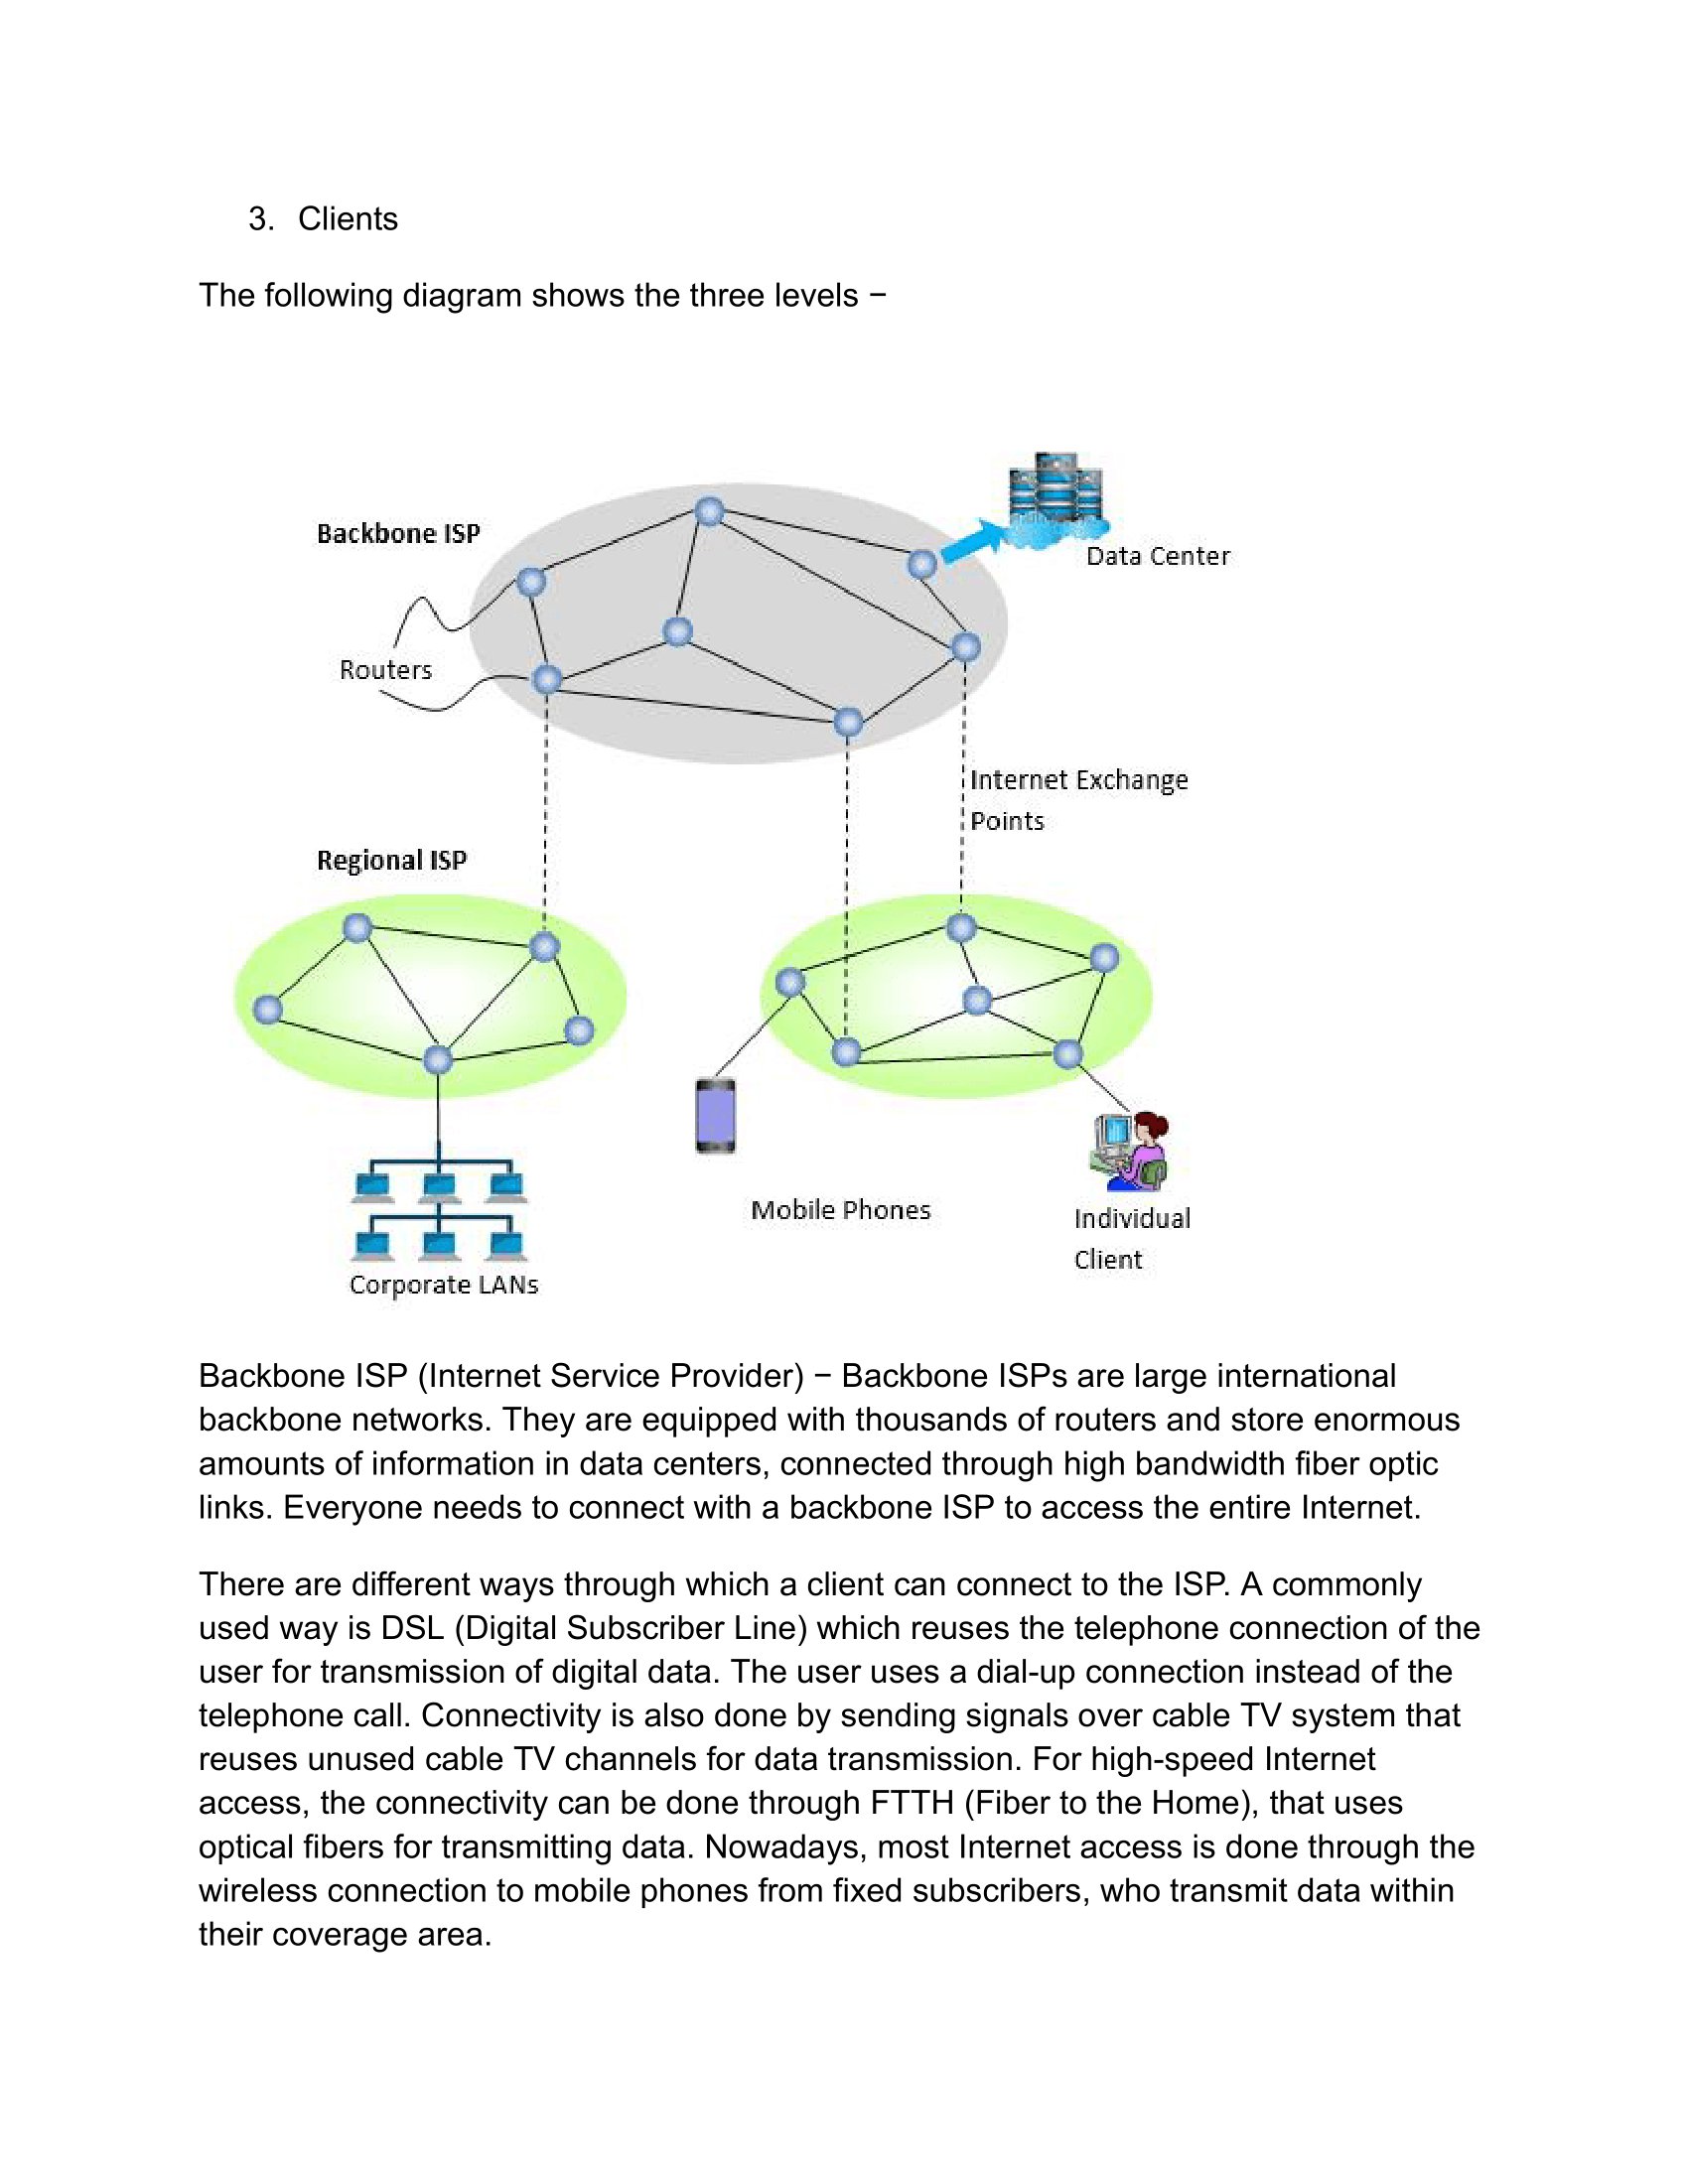 3. Clients
The following diagram shows the three levels −
Backbone ISP
Data Center
Routers
Internet Exchange
Points
Regional ISP
Mobile Phones
Individual
Client
Corporate LANs
Backbone ISP (Internet Service Provider) − Backbone ISPs are large international
backbone networks. They are equipped with thousands of routers and store enormous
amounts of information in data centers, connected through high bandwidth fiber optic
links. Everyone needs to connect with a backbone ISP to access the entire Internet.
There are different ways through which a client can connect to the ISP. A commonly
used way is DSL (Digital Subscriber Line) which reuses the telephone connection of the
user for transmission of digital data. The user uses a dial-up connection instead of the
telephone call. Connectivity is also done by sending signals over cable TV system that
reuses unused cable TV channels for data transmission. For high-speed Internet
access, the connectivity can be done through FTTH (Fiber to the Home), that uses
optical fibers for transmitting data. Nowadays, most Internet access is done through the
wireless connection to mobile phones from fixed subscribers, who transmit data within
their coverage area.